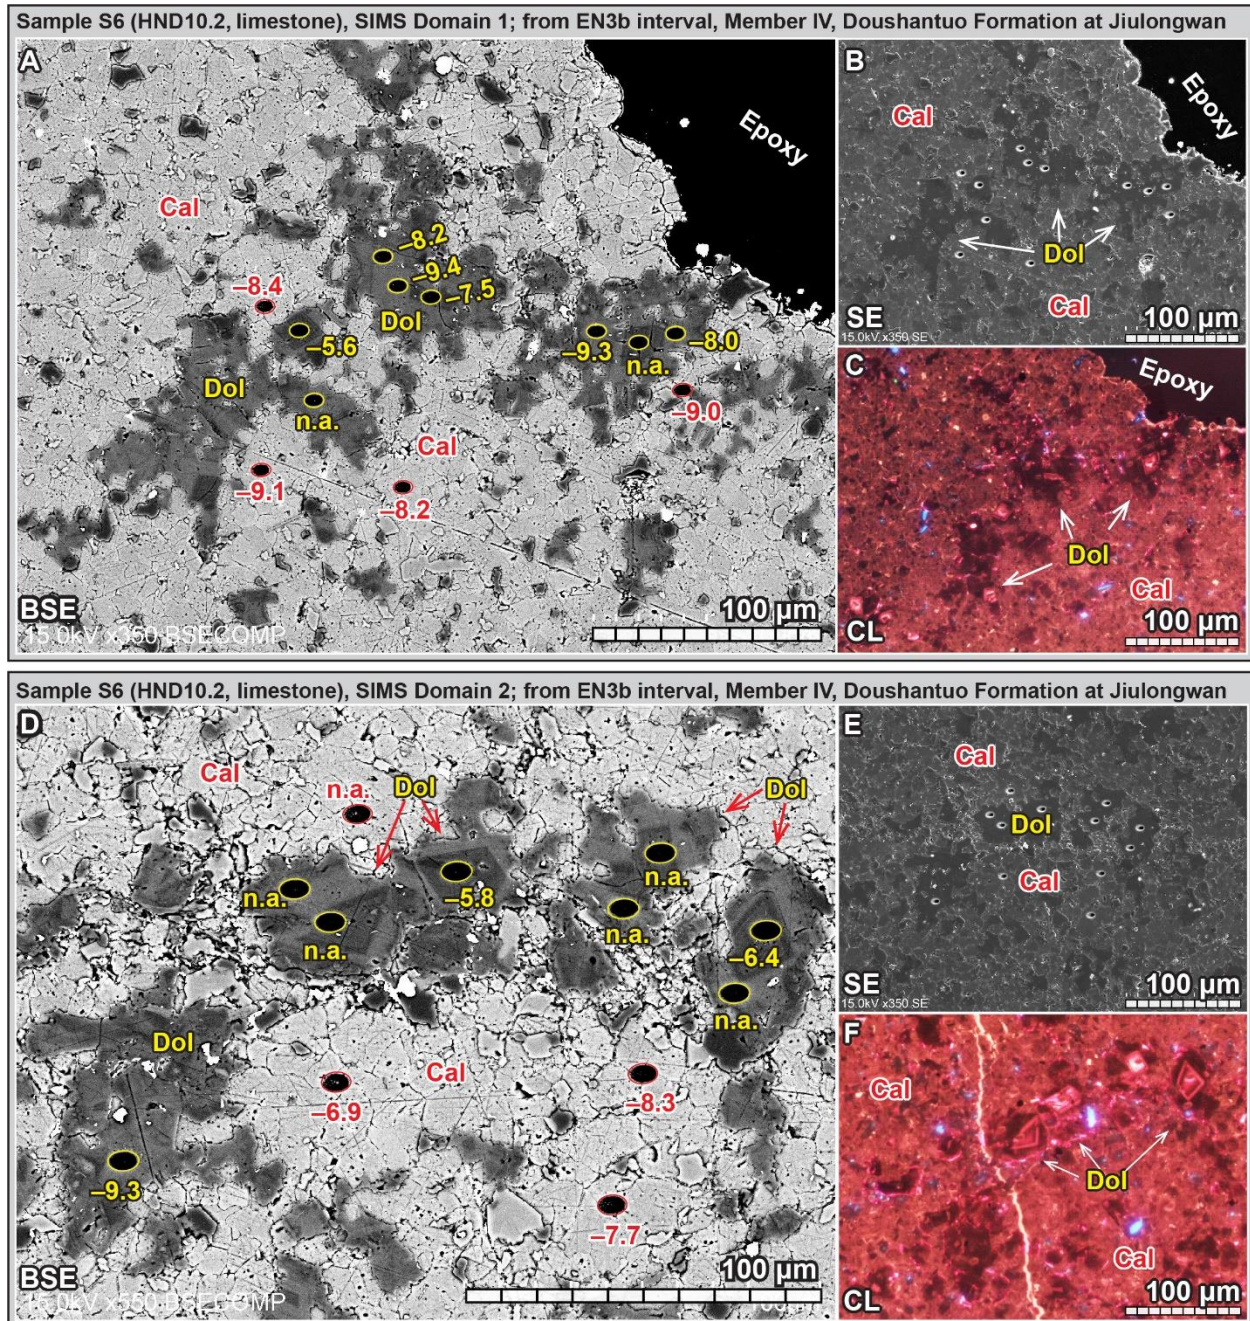 Sample S6 (HND10.2, limestone), SIMS Domain 1; from EN3b interval, Member IV, Doushantuo Formation at Jiulongwan
A
Epoxy
Cal
–8.2
–9.4
–7.5
Dol
–8.4
–5.6
–9.3
n.a.
–8.0
Dol
n.a.
–9.0
Cal
–9.1
–8.2
BSE
100 µm
15.0kV x350 BSECOMP
B
Epoxy
Cal
Dol
Cal
SE
100 µm
15.0kV x350 SE
C
Epoxy
Dol
Cal
CL
100 µm
Sample S6 (HND10.2, limestone), SIMS Domain 2; from EN3b interval, Member IV, Doushantuo Formation at Jiulongwan
D
Cal
n.a.
Dol
Dol
n.a.
–5.8
n.a.
n.a.
n.a.
–6.4
n.a.
Dol
Cal
–6.9
–8.3
–9.3
–7.7
BSE
100 µm
15.0kV x550 BSECOMP
E
Cal
Dol
Cal
SE
100 µm
15.0kV x350 SE
F
Cal
Dol
Cal
CL
100 µm